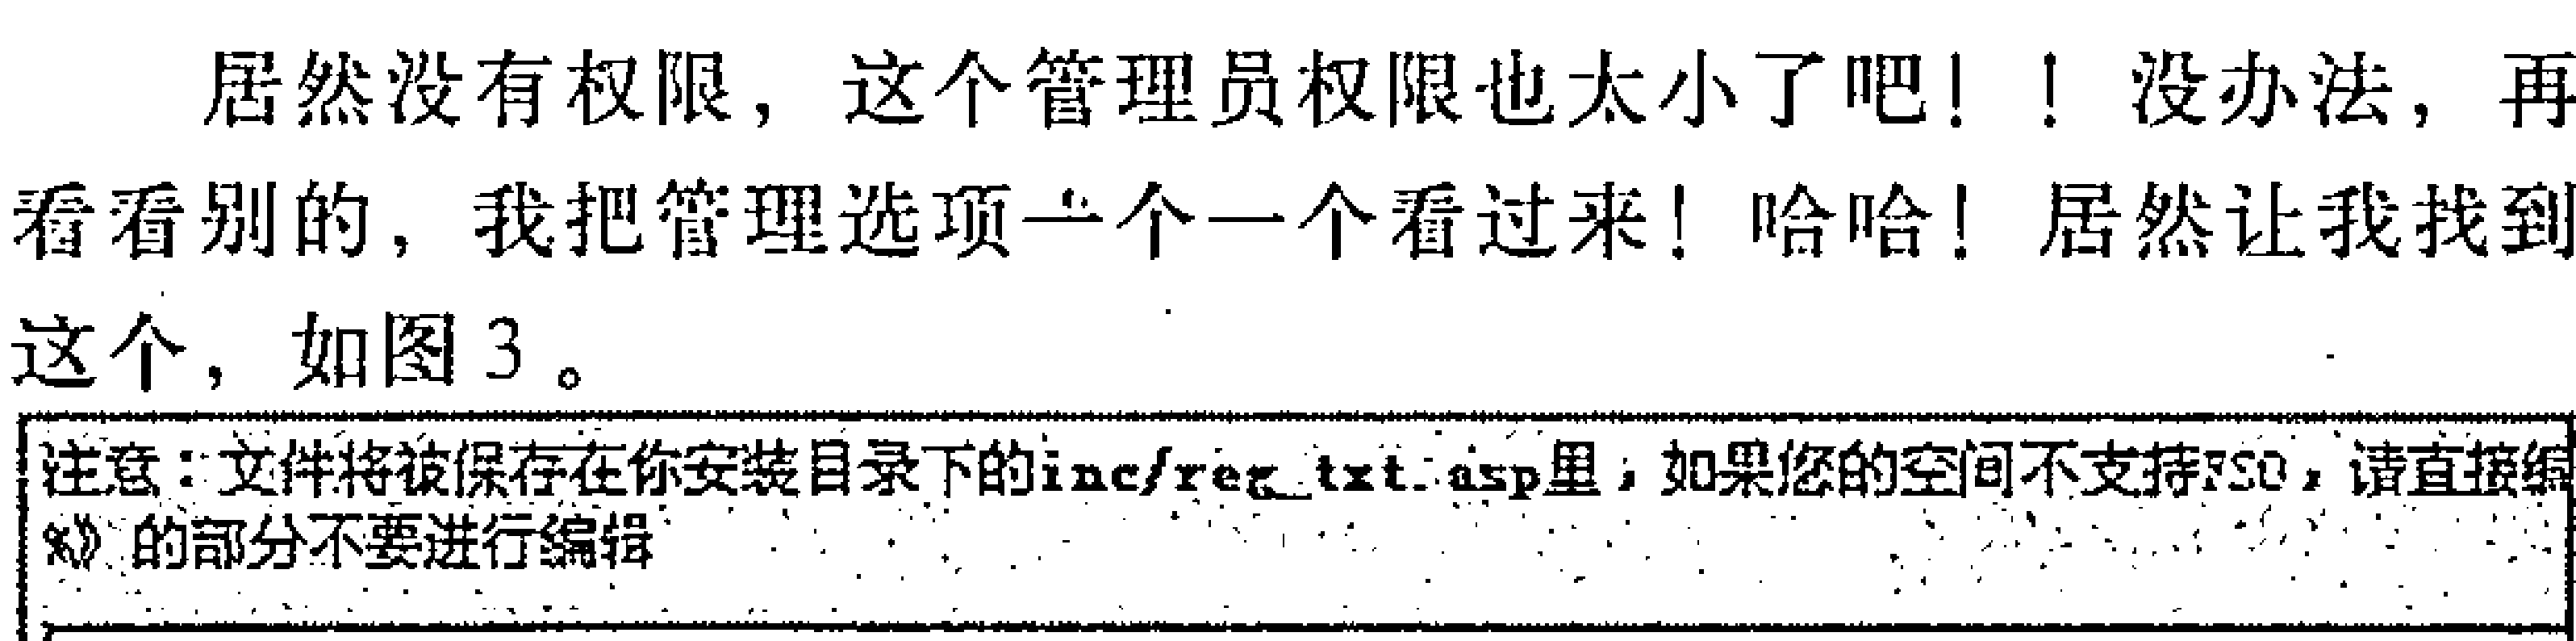 居然没有权限，这个管理员权限也太小了吧！！没办法，再
看看别的，我把管理选项一个一个看过来！哈哈！居然让我找到
这个，如图3。
注意：文件将被保存在你安装目录下的inc/reg_txt.asp里，如果您的空间不支持FSO，请直接编
%》的部分不要进行编辑